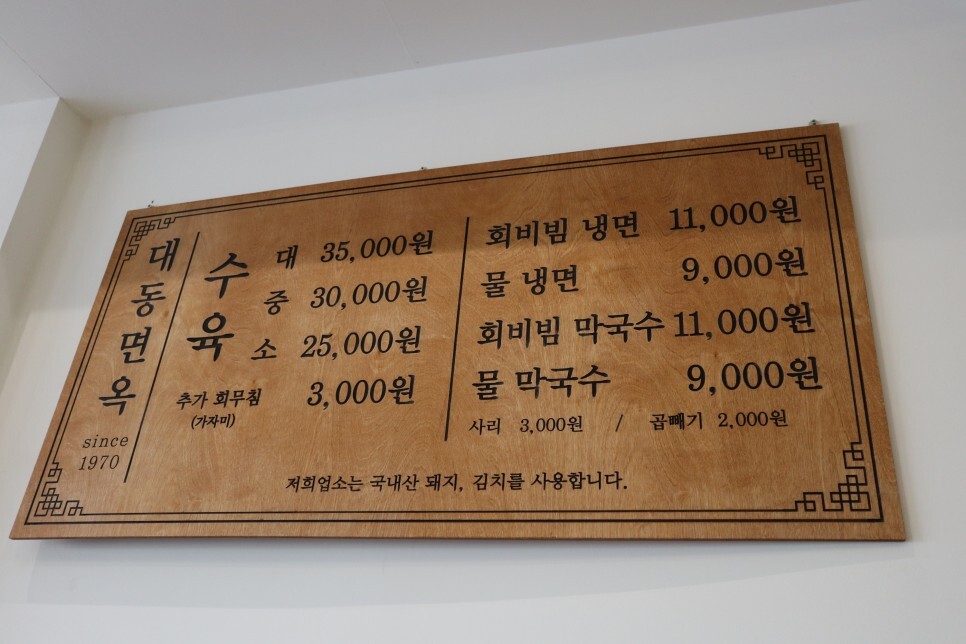 대동면옥
since
1970
수육
대 35,000원
중 30,000원
소 25,000원
추가 회무침 3,000원
(가자미)
회비빔 냉면 11,000원
물 냉면 9,000원
회비빔 막국수 11,000원
물 막국수 9,000원
사리 3,000원 / 곱빼기 2,000원
저희업소는 국내산 돼지, 김치를 사용합니다.